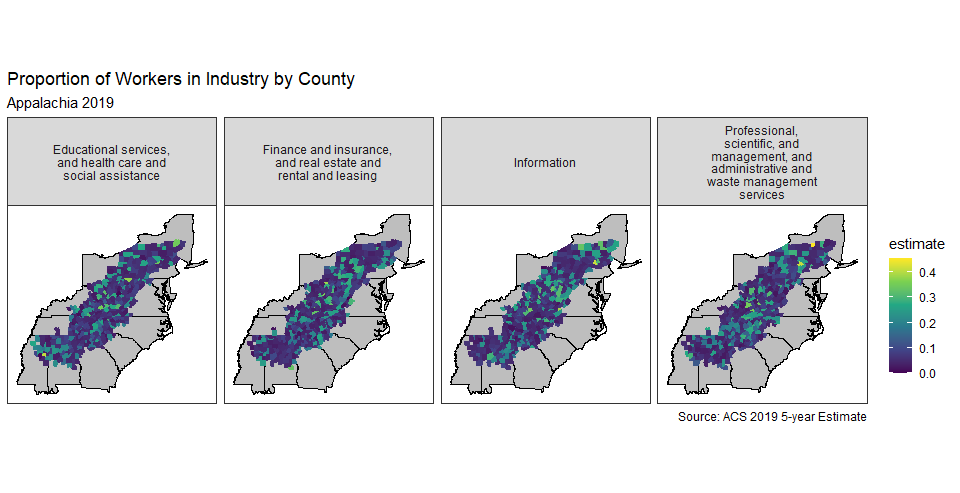 Proportion of Workers in Industry by County
Appalachia 2019
Educational services,
and health care and
social assistance
Finance and insurance,
and real estate and
rental and leasing
Information
Professional,
scientific, and
management, and
administrative and
waste management
services
estimate
0.4
0.3
0.2
0.1
0.0
Source: ACS 2019 5-year Estimate